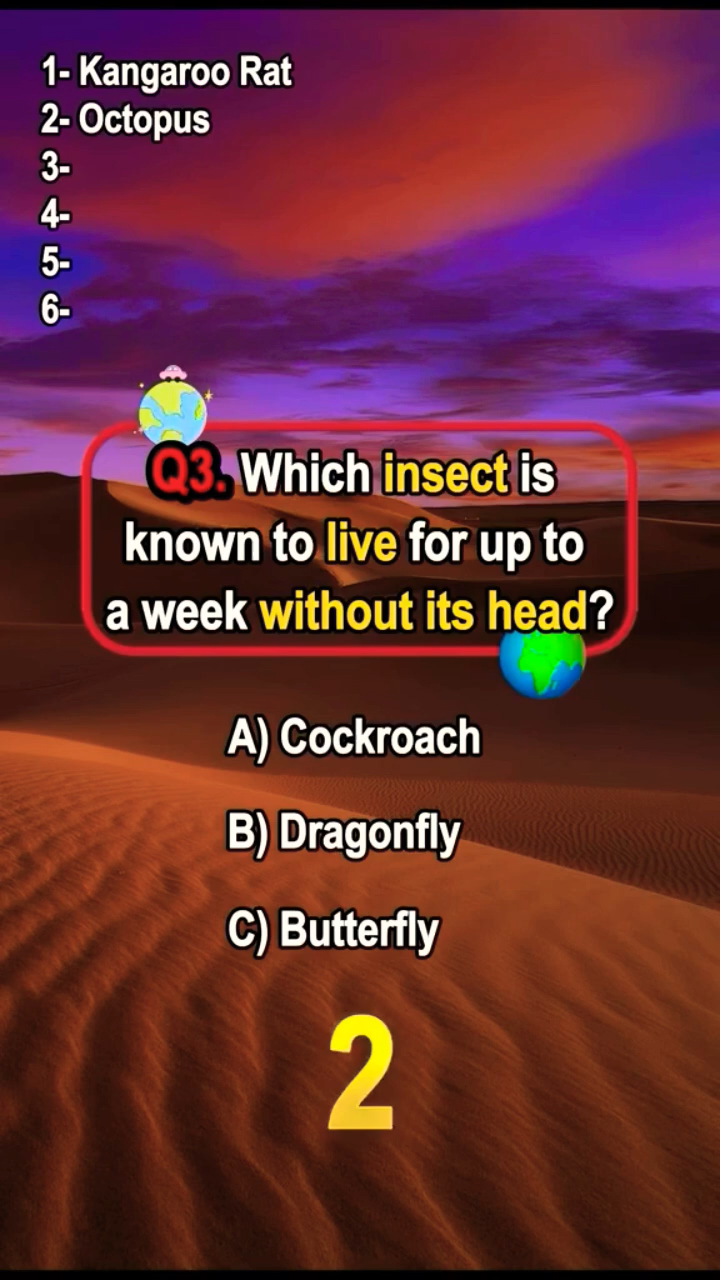 1- Kangaroo Rat
2- Octopus
3-
4-
5-
6-
Q3. Which insect is
known to live for up to
a week without its head?
A) Cockroach
B) Dragonfly
C) Butterfly
2